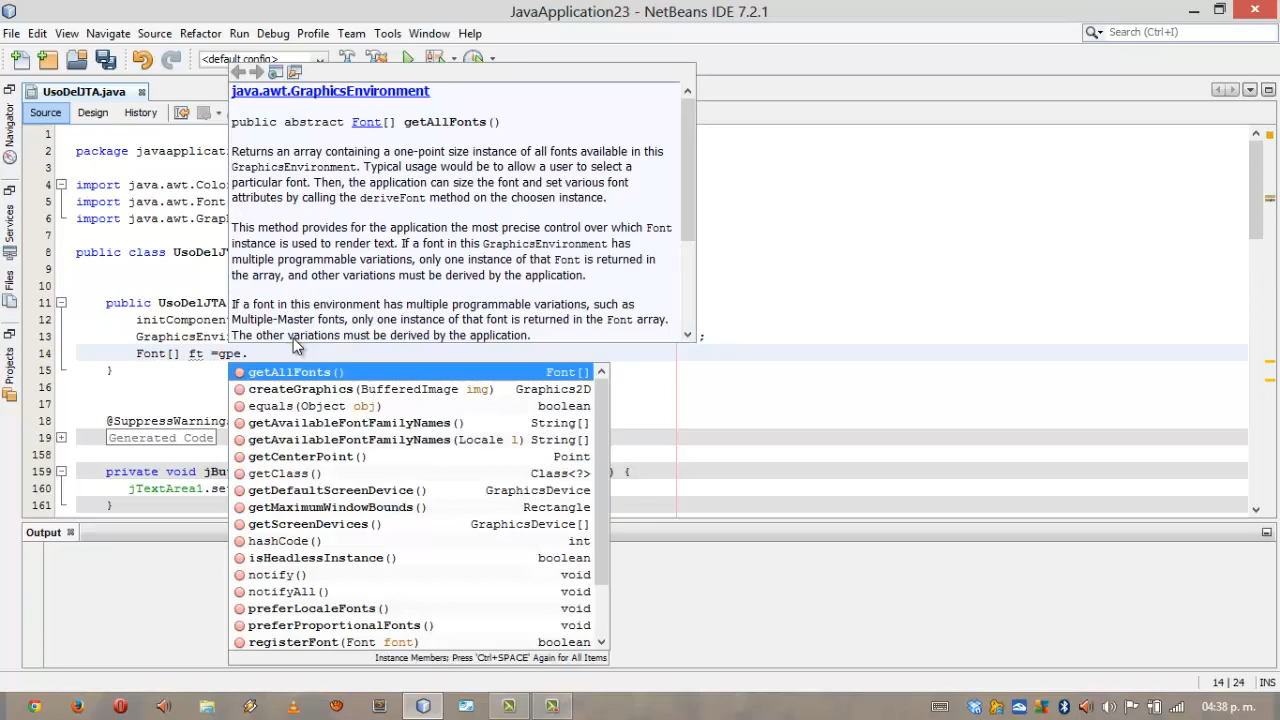 JavaApplication23 - NetBeans IDE 7.2.1
File Edit View Navigate Source Refactor Run Debug Profile Team Tools Window Help
Search (Ctrl+I)
<default config>
UsoDelJTA.java
Source Design History
Navigator
Services
Files
Projects
1
2 package javaapplicati
3
4 import java.awt.Colo
5 import java.awt.Font
6 import java.awt.Grap
7
8 public class UsoDelJ
9
10
11 public UsoDelJTA
12 initComponen
13 GraphicsEnvi ;
14 Font[] ft =gpe.
15 }
16
17
18 @SuppressWarning
19 Generated Code
158
159 private void jBu ) {
160 jTextArea1.se
161 }
java.awt.GraphicsEnvironment
public abstract Font[] getAllFonts()
Returns an array containing a one-point size instance of all fonts available in this
GraphicsEnvironment. Typical usage would be to allow a user to select a
particular font. Then, the application can size the font and set various font
attributes by calling the deriveFont method on the choosen instance.
This method provides for the application the most precise control over which Font
instance is used to render text. If a font in this GraphicsEnvironment has
multiple programmable variations, only one instance of that Font is returned in
the array, and other variations must be derived by the application.
If a font in this environment has multiple programmable variations, such as
Multiple-Master fonts, only one instance of that font is returned in the Font array.
The other variations must be derived by the application.
getAllFonts() Font[]
createGraphics(BufferedImage img) Graphics2D
equals(Object obj) boolean
getAvailableFontFamilyNames() String[]
getAvailableFontFamilyNames(Locale l) String[]
getCenterPoint() Point
getClass() Class<?>
getDefaultScreenDevice() GraphicsDevice
getMaximumWindowBounds() Rectangle
getScreenDevices() GraphicsDevice[]
hashCode() int
isHeadlessInstance() boolean
notify() void
notifyAll() void
preferLocaleFonts() void
preferProportionalFonts() void
registerFont(Font font) boolean
Instance Members; Press 'Ctrl+SPACE' Again for All Items
Output
14 | 24 INS
04:38 p. m.